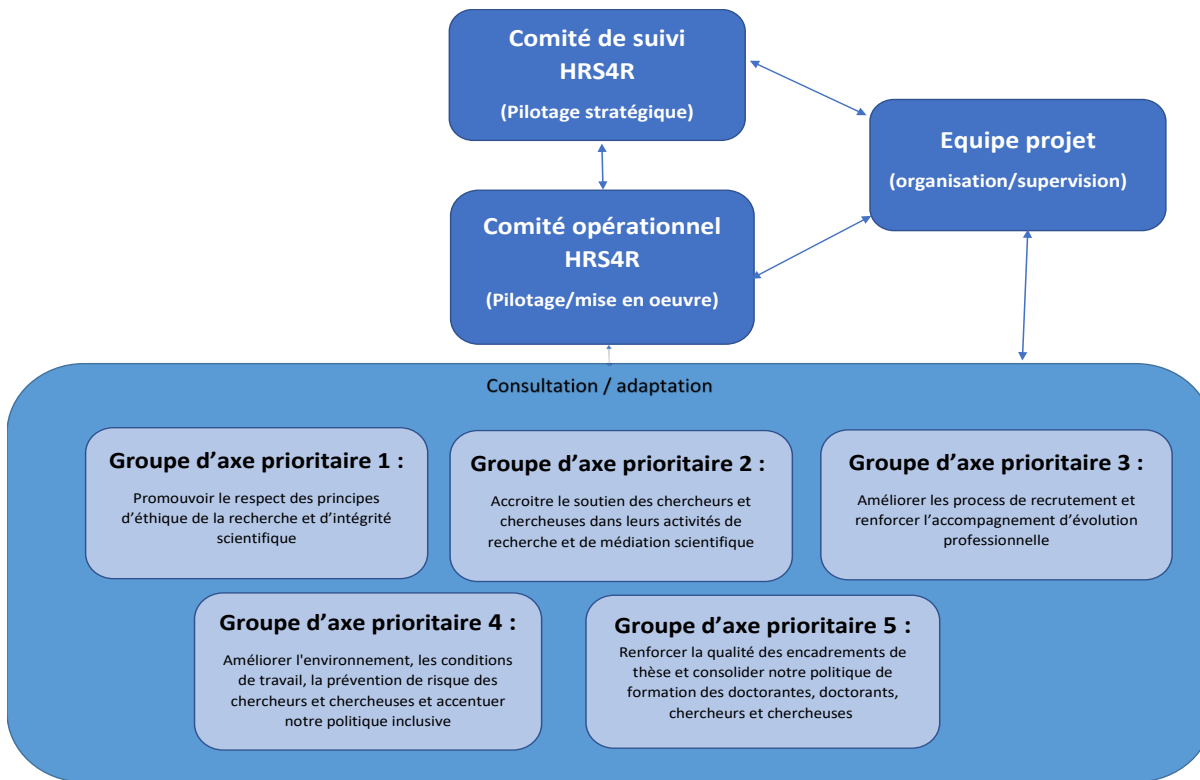 Comité de suivi
HRS4R
(Pilotage stratégique)
Equipe projet
(organisation/supervision)
Comité opérationnel
HRS4R
(Pilotage/mise en oeuvre)
Consultation / adaptation
Groupe d’axe prioritaire 1 :
Promouvoir le respect des principes
d’éthique de la recherche et d’intégrité
scientifique
Groupe d’axe prioritaire 2 :
Accroitre le soutien des chercheurs et
chercheuses dans leurs activités de
recherche et de médiation scientifique
Groupe d’axe prioritaire 3 :
Améliorer les process de recrutement et
renforcer l’accompagnement d’évolution
professionnelle
Groupe d’axe prioritaire 4 :
Améliorer l'environnement, les conditions
de travail, la prévention de risque des
chercheurs et chercheuses et accentuer
notre politique inclusive
Groupe d’axe prioritaire 5 :
Renforcer la qualité des encadrements de
thèse et consolider notre politique de
formation des doctorantes, doctorants,
chercheurs et chercheuses